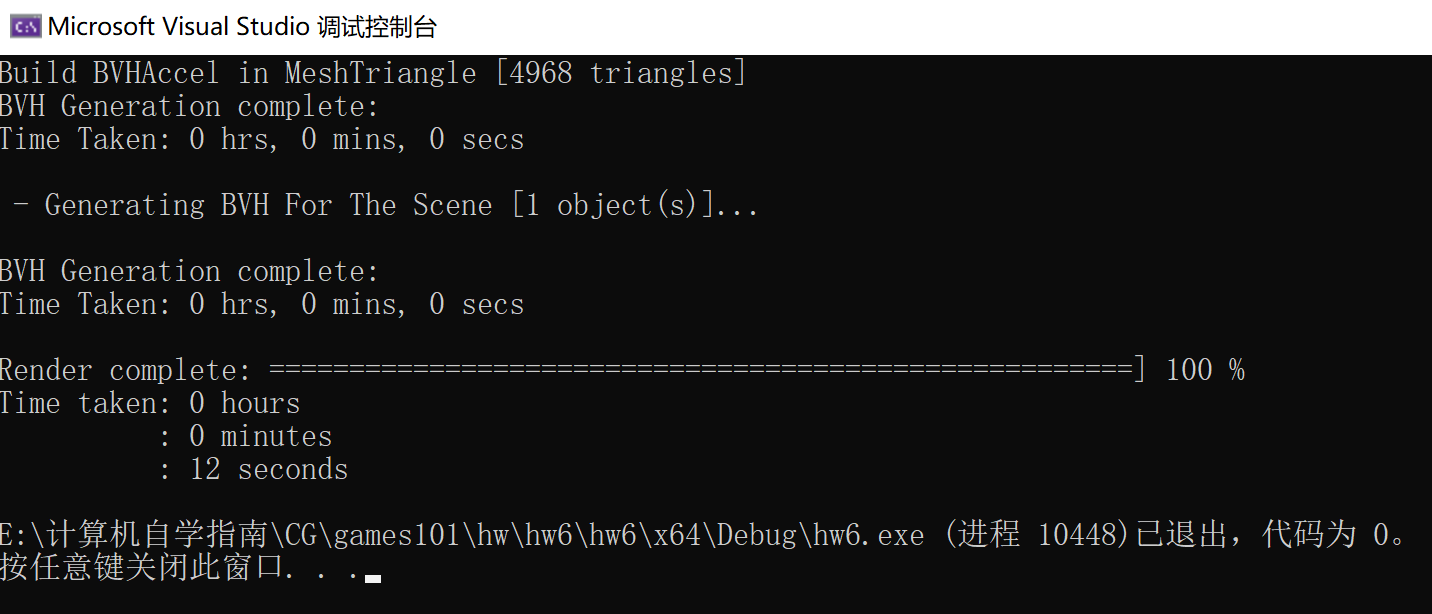 Microsoft Visual Studio 调试控制台
Build BVHAccel in MeshTriangle [4968 triangles]
BVH Generation complete:
Time Taken: 0 hrs, 0 mins, 0 secs
- Generating BVH For The Scene [1 object(s)]...
BVH Generation complete:
Time Taken: 0 hrs, 0 mins, 0 secs
Render complete: ======================================================] 100 %
Time taken: 0 hours
: 0 minutes
: 12 seconds
E:\计算机自学指南\CG\games101\hw\hw6\hw6\x64\Debug\hw6.exe (进程 10448)已退出，代码为 0。
按任意键关闭此窗口. . .